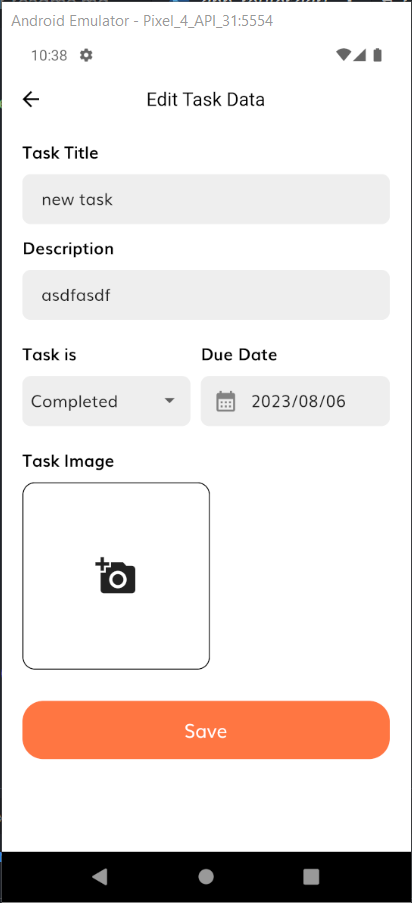 Android Emulator - Pixel_4_API_31:5554
10:38
Edit Task Data
Task Title
new task
Description
asdfasdf
Task is Due Date
Completed 2023/08/06
Task Image
Save